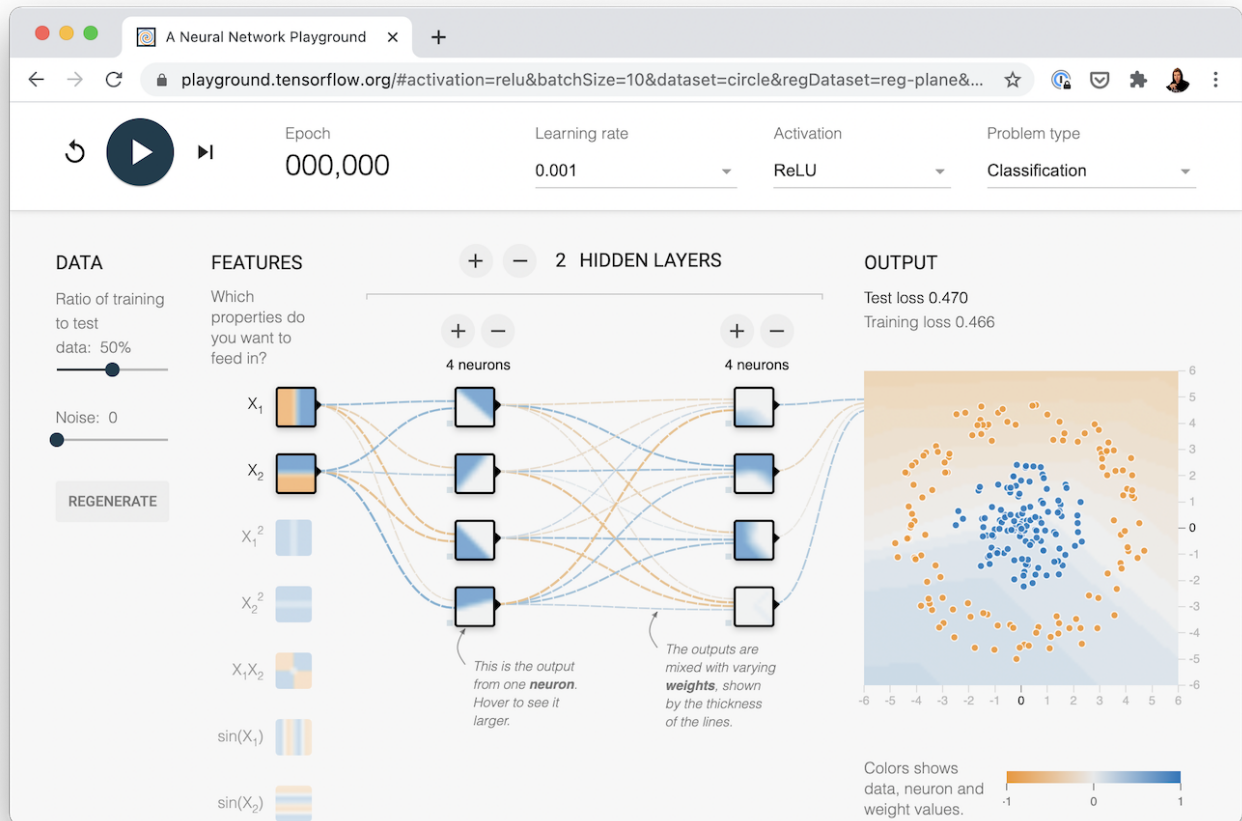 A Neural Network Playground
playground.tensorflow.org/#activation=relu&batchSize=10&dataset=circle&regDataset=reg-plane&...
Epoch
000,000
Learning rate
0.001
Activation
ReLU
Problem type
Classification
DATA
Ratio of training
to test
data: 50%
Noise: 0
REGENERATE
FEATURES
Which
properties do
you want to
feed in?
X₁
X₂
X₁²
X₂²
X₁X₂
sin(X₁)
sin(X₂)
+ − 2 HIDDEN LAYERS
+ −
4 neurons
+ −
4 neurons
This is the output
from one neuron.
Hover to see it
larger.
The outputs are
mixed with varying
weights, shown
by the thickness
of the lines.
OUTPUT
Test loss 0.470
Training loss 0.466
6
5
4
3
2
1
0
-1
-2
-3
-4
-5
-6
-6 -5 -4 -3 -2 -1 0 1 2 3 4 5 6
Colors shows
data, neuron and
weight values.
-1 0 1